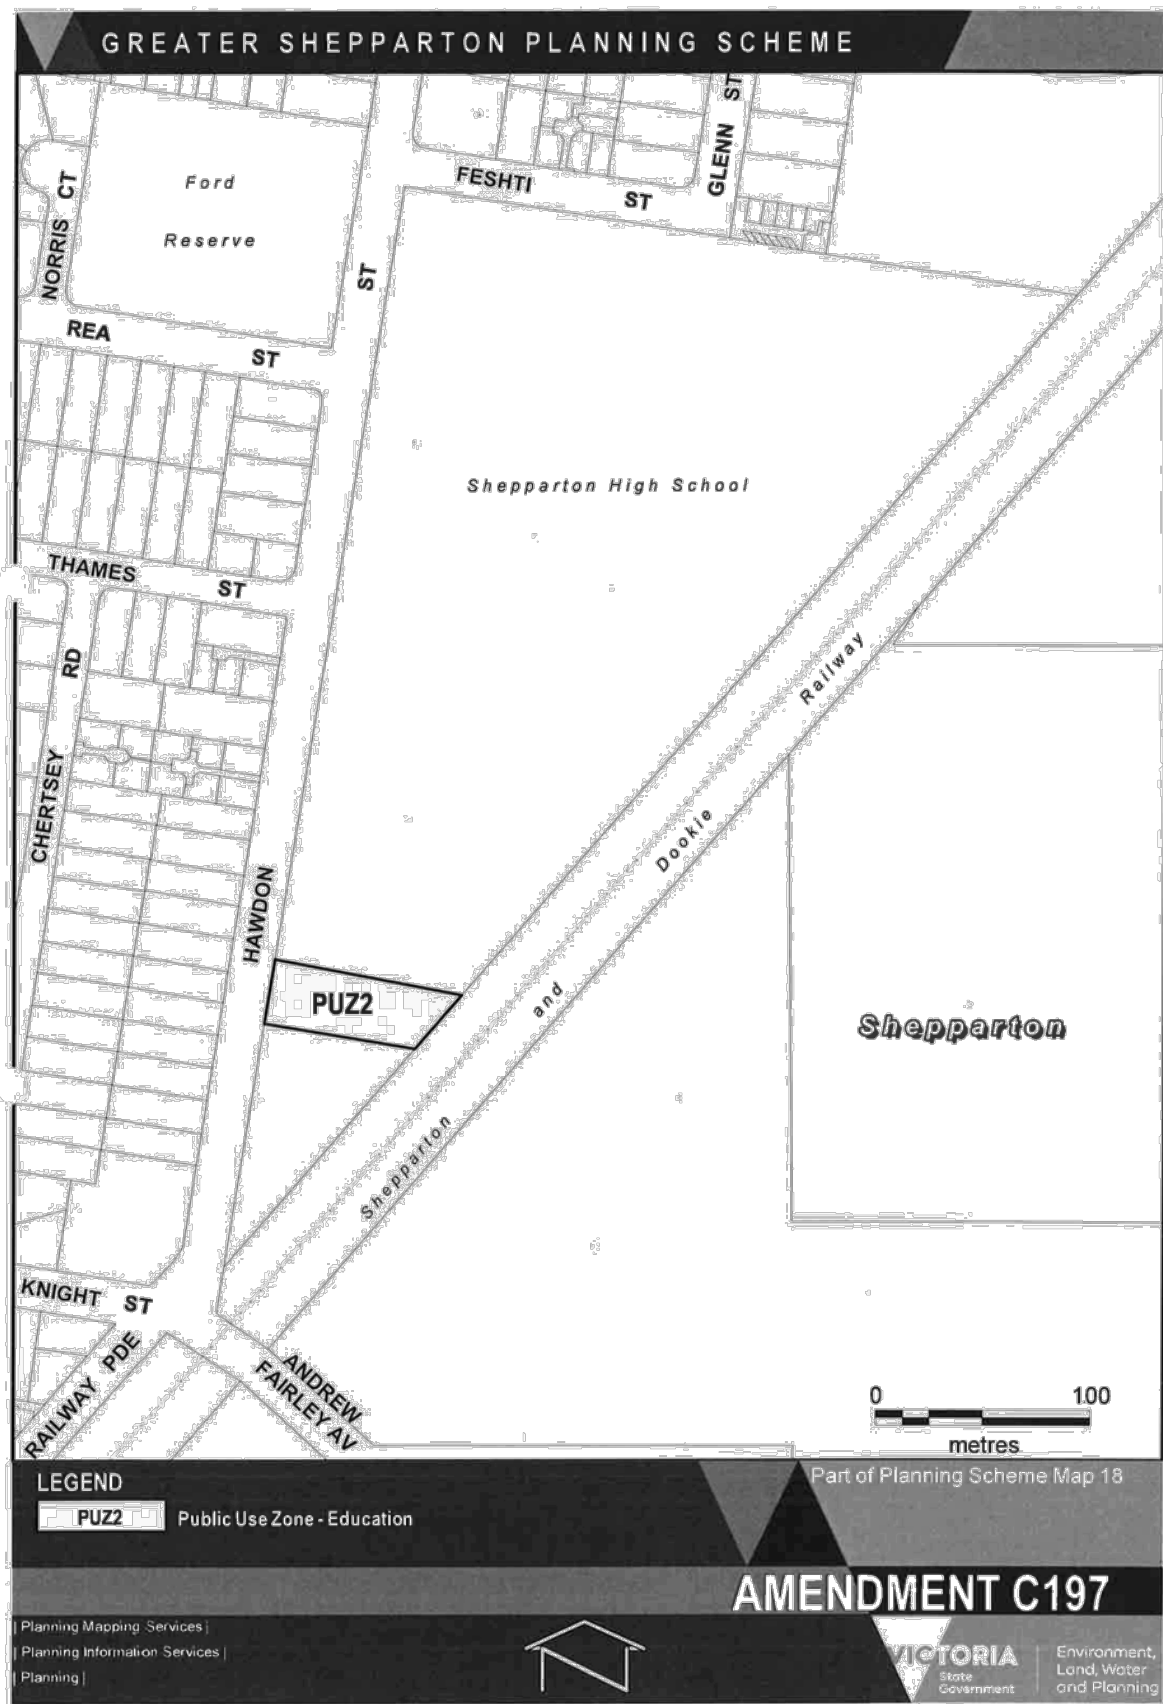 GREATER SHEPPARTON PLANNING SCHEME
GLENN ST
FESHTI ST
NORRIS CT
Ford
Reserve
ST
REA ST
Shepparton High School
THAMES ST
CHERTSEY RD
HAWDON
Railway
Dookie
and
Shepparton
PUZ2
Shepparton
KNIGHT ST
RAILWAY PDE
ANDREW
FAIRLEY AV
0 100
metres
LEGEND
PUZ2 Public Use Zone - Education
Part of Planning Scheme Map 18
AMENDMENT C197
| Planning Mapping Services |
| Planning Information Services |
| Planning |
VICTORIA
State
Government
Environment,
Land, Water
and Planning